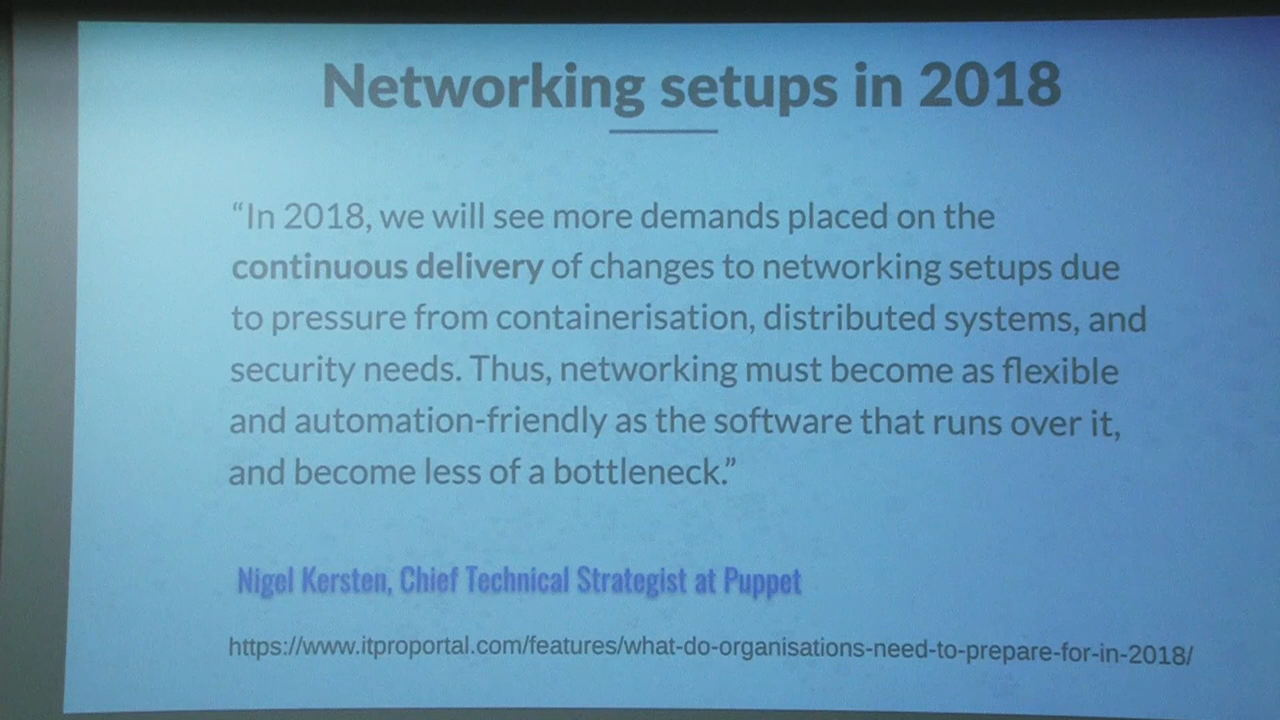 Networking setups in 2018
“In 2018, we will see more demands placed on the
continuous delivery of changes to networking setups due
to pressure from containerisation, distributed systems, and
security needs. Thus, networking must become as flexible
and automation-friendly as the software that runs over it,
and become less of a bottleneck.”
Nigel Kersten, Chief Technical Strategist at Puppet
https://www.itproportal.com/features/what-do-organisations-need-to-prepare-for-in-2018/